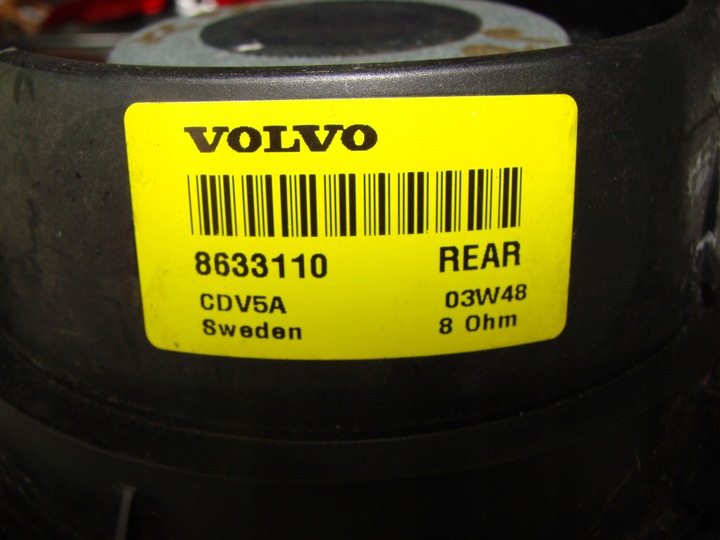 VOLVO
8633110 REAR
CDV5A 03W48
Sweden 8 Ohm